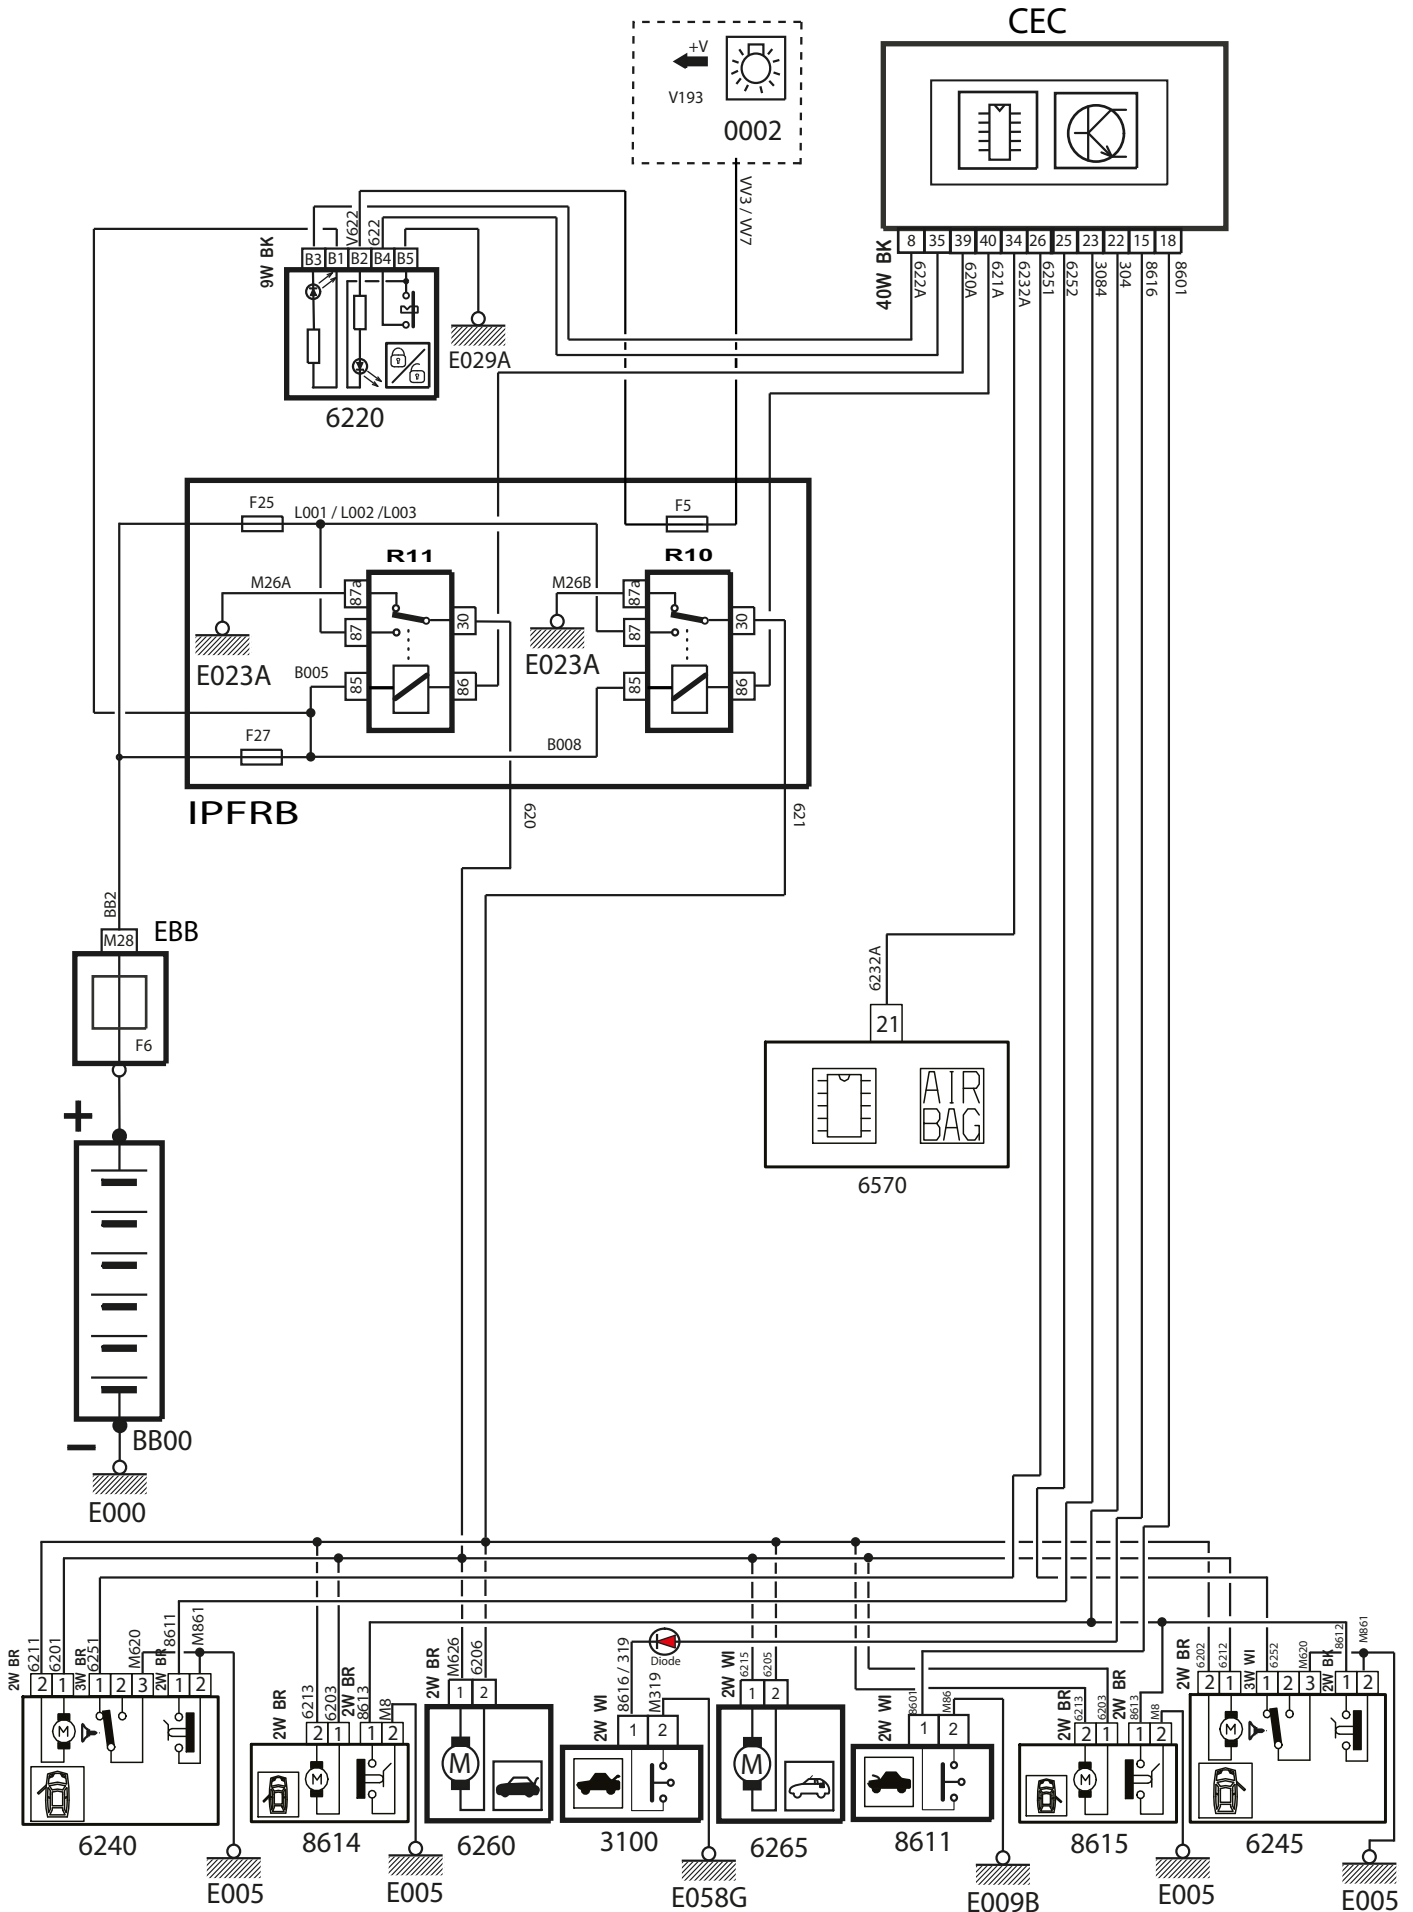 CEC
+V
V193
0002
VV3 / VV7
40W BK
8 35 39 40 34 26 25 23 22 15 18
622A
620A
621A
6232A
6251
6252
3084
304
8616
8601
9W BK
V622
622
B3 B1 B2 B4 B5
E029A
6220
F25
L001 / L002 /L003
F5
R11
R10
M26A
87a
30
M26B
87a
30
87
87
E023A
E023A
B005
85
86
85
86
F27
B008
IPFRB
620
621
BB2
EBB
M28
F6
6232A
21
AIR
BAG
6570
+
−
BB00
E000
2W BR
6211
6201
3W BR
6251
M620
2W BR
8611
M861
2 1 1 2 3 1 2
M
6240
E005
2W BR
6213
6203
2W BR
8613
M8
2 1 1 2
M
8614
E005
2W BR
M626
6206
1 2
M
6260
2W WI
8616 / 319
M319
Diode
1 2
3100
E058G
2W WI
6215
6205
1 2
M
6265
2W WI
8601
M86
1 2
8611
E009B
2W BR
6213
6203
2W BR
8613
M8
2 1 1 2
M
8615
E005
2W BR
6202
6212
3W WI
6252
M620
2W BK
8612
M861
2 1 1 2 3 1 2
M
6245
E005